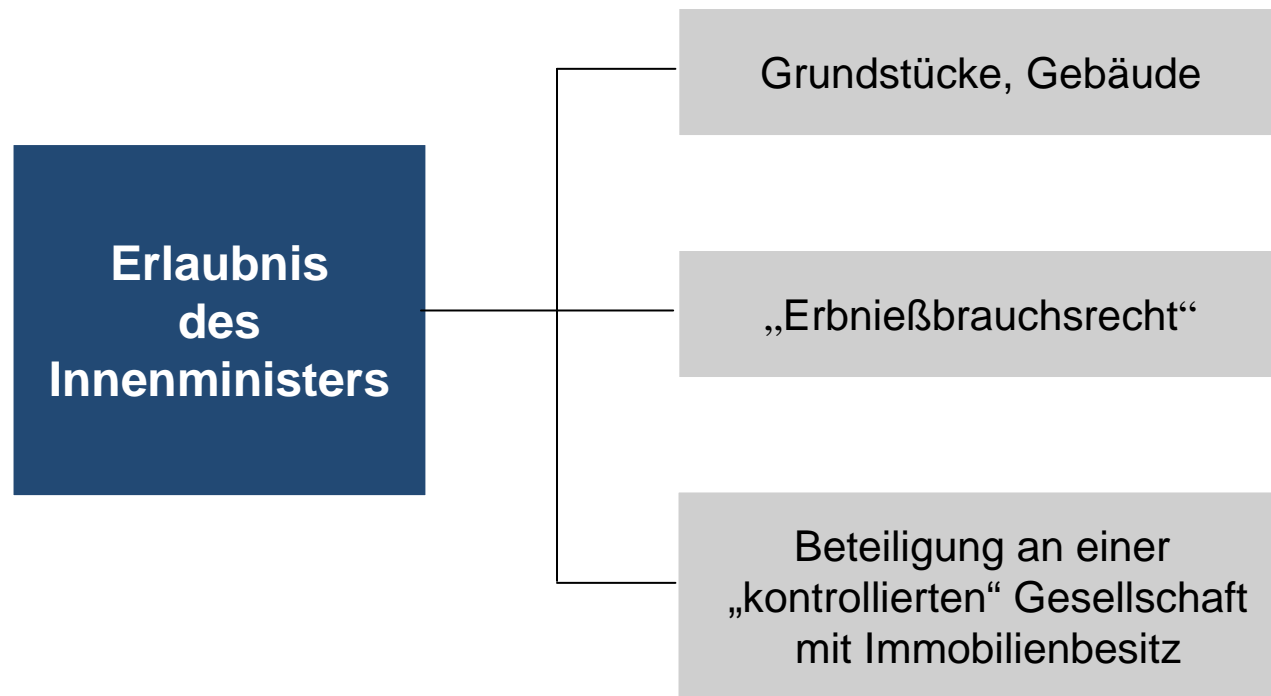 Erlaubnis
des
Innenministers
Grundstücke, Gebäude
„Erbnießbrauchsrecht“
Beteiligung an einer
„kontrollierten“ Gesellschaft
mit Immobilienbesitz